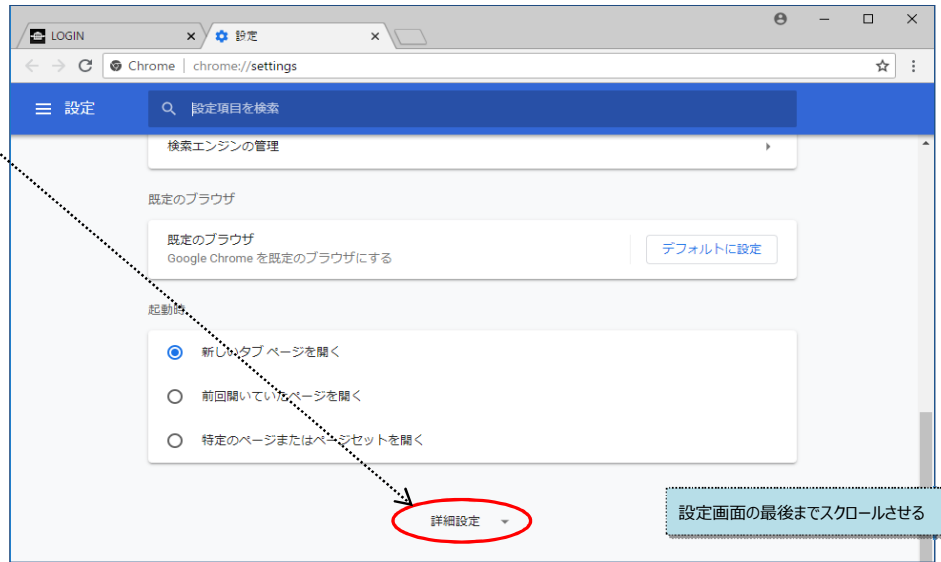 LOGIN
設定
Chrome | chrome://settings
設定
設定項目を検索
検索エンジンの管理
既定のブラウザ
既定のブラウザ
Google Chrome を既定のブラウザにする
デフォルトに設定
起動時
新しいタブ ページを開く
前回開いていたページを開く
特定のページまたはページセットを開く
詳細設定
設定画面の最後までスクロールさせる